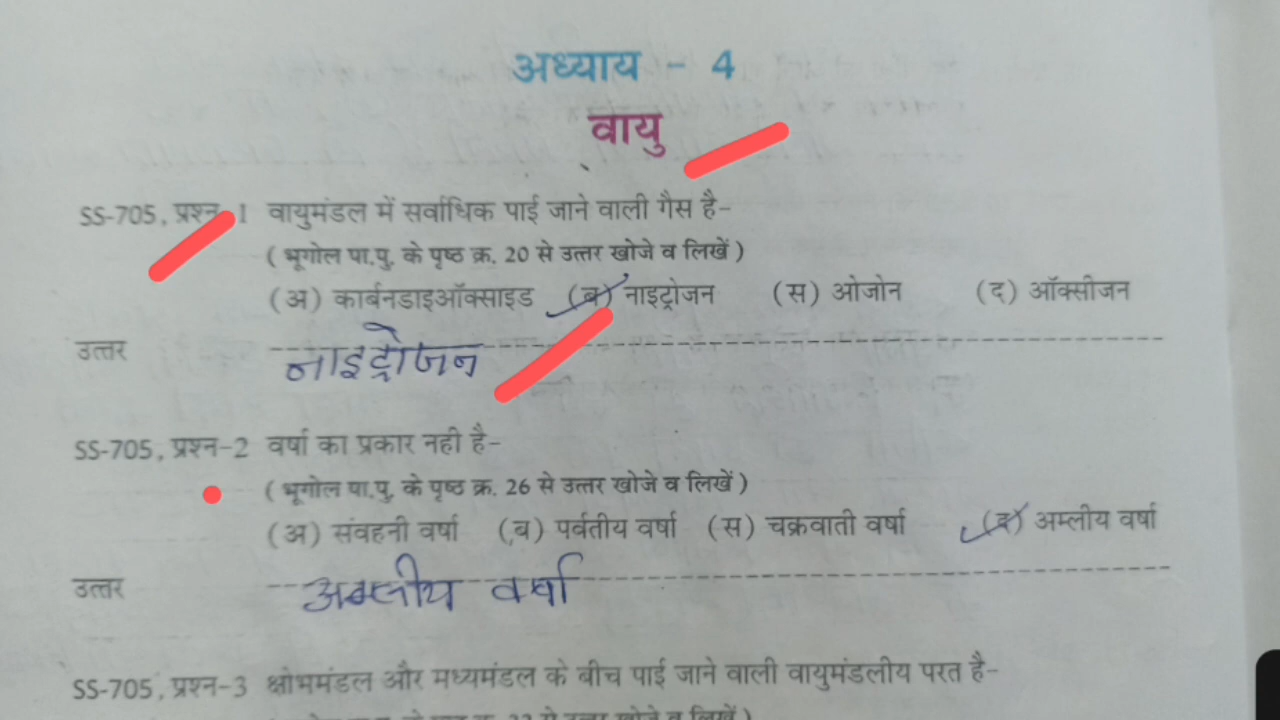 अध्याय - 4
वायु
SS-705, प्रश्न-1 वायुमंडल में सर्वाधिक पाई जाने वाली गैस है-
( भूगोल पा.पु. के पृष्ठ क्र. 20 से उत्तर खोजे व लिखें )
(अ) कार्बनडाइऑक्साइड (ब) नाइट्रोजन (स) ओजोन (द) ऑक्सीजन
उत्तर नाइट्रोजन
SS-705, प्रश्न-2 वर्षा का प्रकार नही है-
( भूगोल पा.पु. के पृष्ठ क्र. 26 से उत्तर खोजे व लिखें )
(अ) संवहनी वर्षा (ब) पर्वतीय वर्षा (स) चक्रवाती वर्षा (द) अम्लीय वर्षा
उत्तर अम्लीय वर्षा
SS-705, प्रश्न-3 क्षोभमंडल और मध्यमंडल के बीच पाई जाने वाली वायुमंडलीय परत है-